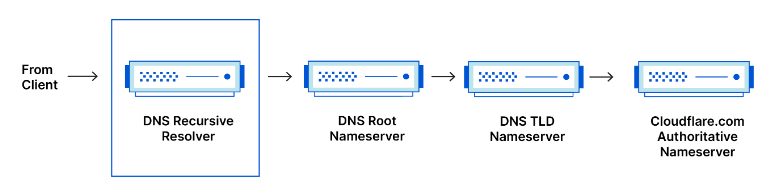 From
Client
DNS Recursive
Resolver
DNS Root
Nameserver
DNS TLD
Nameserver
Cloudflare.com
Authoritative
Nameserver